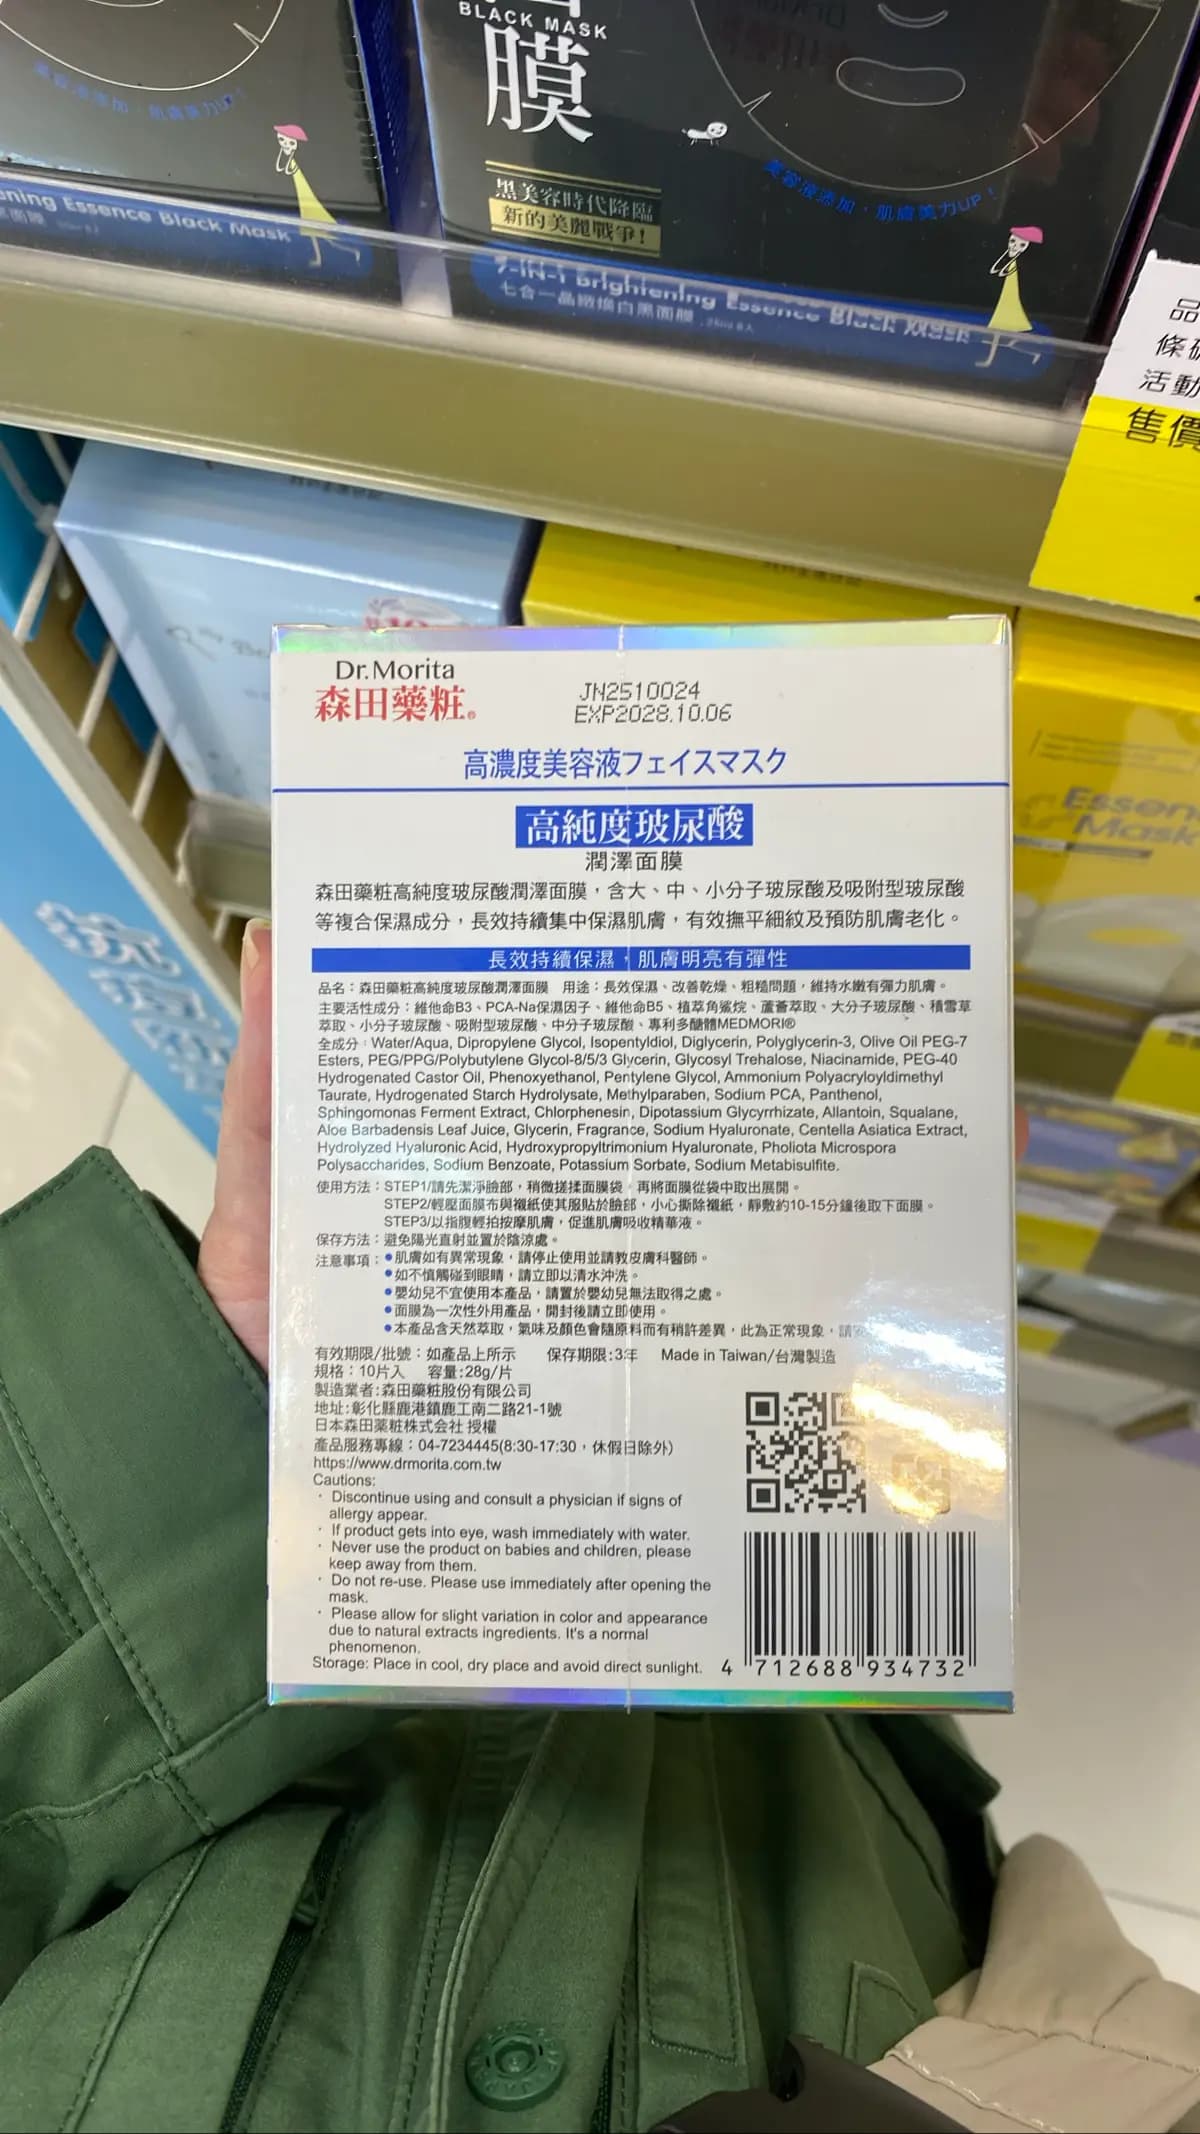 BLACK MASK
膜
黑美容時代降臨
新的美麗戰爭!
美容液添加，肌膚美力UP!
ning Essence Black Mask
7-IN-1 Brightening Essence Black Mask
七合一晶緻煥白黑面膜
品
條
活動
售價
Essen
Mask
Dr.Morita
森田藥粧®
JN2510024
EXP2028.10.06
高濃度美容液フェイスマスク
高純度玻尿酸
潤澤面膜
森田藥粧高純度玻尿酸潤澤面膜，含大、中、小分子玻尿酸及吸附型玻尿酸
等複合保濕成分，長效持續集中保濕肌膚，有效撫平細紋及預防肌膚老化。
長效持續保濕，肌膚明亮有彈性
品名：森田藥粧高純度玻尿酸潤澤面膜 用途：長效保濕、改善乾燥、粗糙問題，維持水嫩有彈力肌膚。
主要活性成分：維他命B3、PCA-Na保濕因子、維他命B5、植萃角鯊烷、蘆薈萃取、大分子玻尿酸、積雪草
萃取、小分子玻尿酸、吸附型玻尿酸、中分子玻尿酸、專利多醣體MEDMORI®
全成分：Water/Aqua, Dipropylene Glycol, Isopentyldiol, Diglycerin, Polyglycerin-3, Olive Oil PEG-7
Esters, PEG/PPG/Polybutylene Glycol-8/5/3 Glycerin, Glycosyl Trehalose, Niacinamide, PEG-40
Hydrogenated Castor Oil, Phenoxyethanol, Pentylene Glycol, Ammonium Polyacryloyldimethyl
Taurate, Hydrogenated Starch Hydrolysate, Methylparaben, Sodium PCA, Panthenol,
Sphingomonas Ferment Extract, Chlorphenesin, Dipotassium Glycyrrhizate, Allantoin, Squalane,
Aloe Barbadensis Leaf Juice, Glycerin, Fragrance, Sodium Hyaluronate, Centella Asiatica Extract,
Hydrolyzed Hyaluronic Acid, Hydroxypropyltrimonium Hyaluronate, Pholiota Microspora
Polysaccharides, Sodium Benzoate, Potassium Sorbate, Sodium Metabisulfite.
使用方法：STEP1/請先潔淨臉部，稍微搓揉面膜袋，再將面膜從袋中取出展開。
STEP2/輕壓面膜布與襯紙使其服貼於臉部，小心撕除襯紙，靜敷約10-15分鐘後取下面膜。
STEP3/以指腹輕拍按摩肌膚，促進肌膚吸收精華液。
保存方法：避免陽光直射並置於陰涼處。
注意事項：●肌膚如有異常現象，請停止使用並請教皮膚科醫師。
●如不慎觸碰到眼睛，請立即以清水沖洗。
●嬰幼兒不宜使用本產品，請置於嬰幼兒無法取得之處。
●面膜為一次性外用產品，開封後請立即使用。
●本產品含天然萃取，氣味及顏色會隨原料而有稍許差異，此為正常現象，請
有效期限/批號：如產品上所示 保存期限：3年 Made in Taiwan/台灣製造
規格：10片入 容量：28g/片
製造業者：森田藥粧股份有限公司
地址：彰化縣鹿港鎮鹿工南二路21-1號
日本森田薬粧株式会社 授權
產品服務專線：04-7234445(8:30-17:30，休假日除外)
https://www.drmorita.com.tw
Cautions:
· Discontinue using and consult a physician if signs of
allergy appear.
· If product gets into eye, wash immediately with water.
· Never use the product on babies and children, please
keep away from them.
· Do not re-use. Please use immediately after opening the
mask.
· Please allow for slight variation in color and appearance
due to natural extracts ingredients. It's a normal
phenomenon.
Storage: Place in cool, dry place and avoid direct sunlight.
4 712688 934732